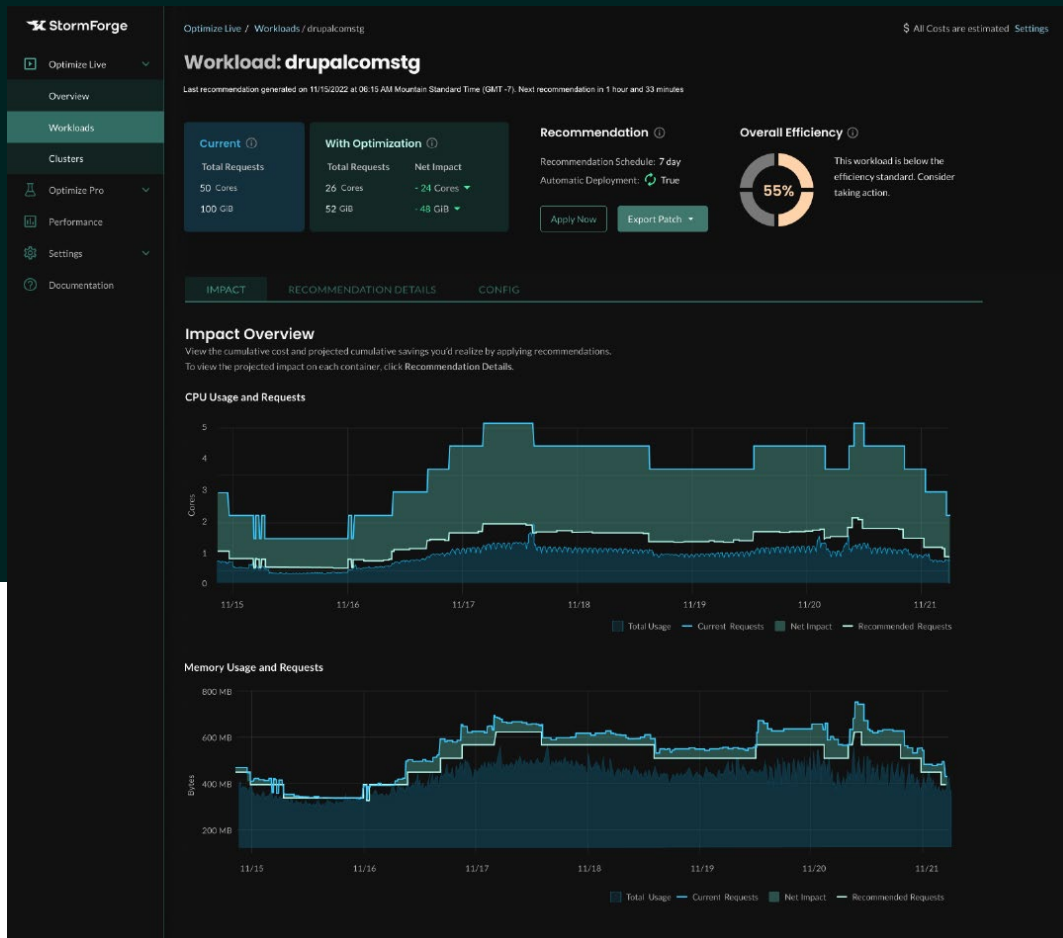 StormForge
Optimize Live
Overview
Workloads
Clusters
Optimize Pro
Performance
Settings
Documentation
Optimize Live / Workloads / drupalcomstg
$ All Costs are estimated Settings
Workload: drupalcomstg
Last recommendation generated on 11/15/2022 at 06:15 AM Mountain Standard Time (GMT -7). Next recommendation in 1 hour and 33 minutes
Current
Total Requests
50 Cores
100 GiB
With Optimization
Total Requests Net Impact
26 Cores - 24 Cores
52 GiB - 48 GiB
Recommendation
Recommendation Schedule: 7 day
Automatic Deployment: True
Apply Now Export Patch
Overall Efficiency
55%
This workload is below the
efficiency standard. Consider
taking action.
IMPACT RECOMMENDATION DETAILS CONFIG
Impact Overview
View the cumulative cost and projected cumulative savings you'd realize by applying recommendations.
To view the projected impact on each container, click Recommendation Details.
CPU Usage and Requests
5
4
3
2
1
0
Cores
11/15 11/16 11/17 11/18 11/19 11/20 11/21
Total Usage Current Requests Net Impact Recommended Requests
Memory Usage and Requests
800 MB
600 MB
400 MB
200 MB
Bytes
11/15 11/16 11/17 11/18 11/19 11/20 11/21
Total Usage Current Requests Net Impact Recommended Requests